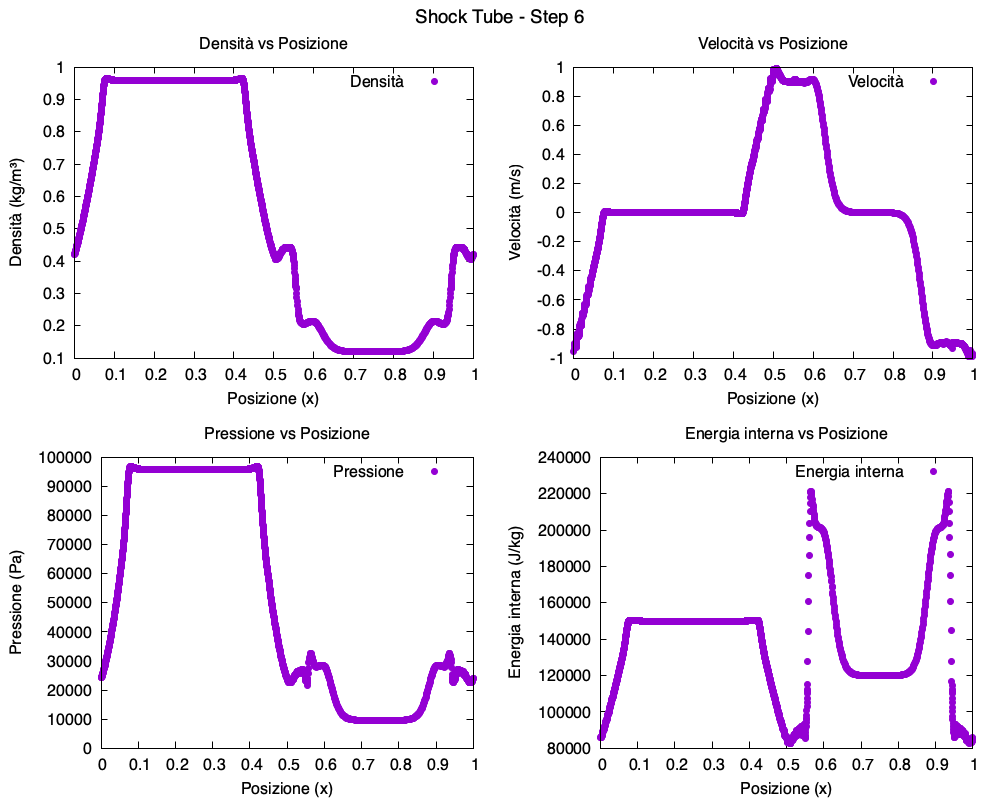 Shock Tube - Step 6
Densità vs Posizione
Densità
Densità (kg/m³)
1
0.9
0.8
0.7
0.6
0.5
0.4
0.3
0.2
0.1
0 0.1 0.2 0.3 0.4 0.5 0.6 0.7 0.8 0.9 1
Posizione (x)
Velocità vs Posizione
Velocità
Velocità (m/s)
1
0.8
0.6
0.4
0.2
0
-0.2
-0.4
-0.6
-0.8
-1
0 0.1 0.2 0.3 0.4 0.5 0.6 0.7 0.8 0.9 1
Posizione (x)
Pressione vs Posizione
Pressione
Pressione (Pa)
100000
90000
80000
70000
60000
50000
40000
30000
20000
10000
0
0 0.1 0.2 0.3 0.4 0.5 0.6 0.7 0.8 0.9 1
Posizione (x)
Energia interna vs Posizione
Energia interna
Energia interna (J/kg)
240000
220000
200000
180000
160000
140000
120000
100000
80000
0 0.1 0.2 0.3 0.4 0.5 0.6 0.7 0.8 0.9 1
Posizione (x)